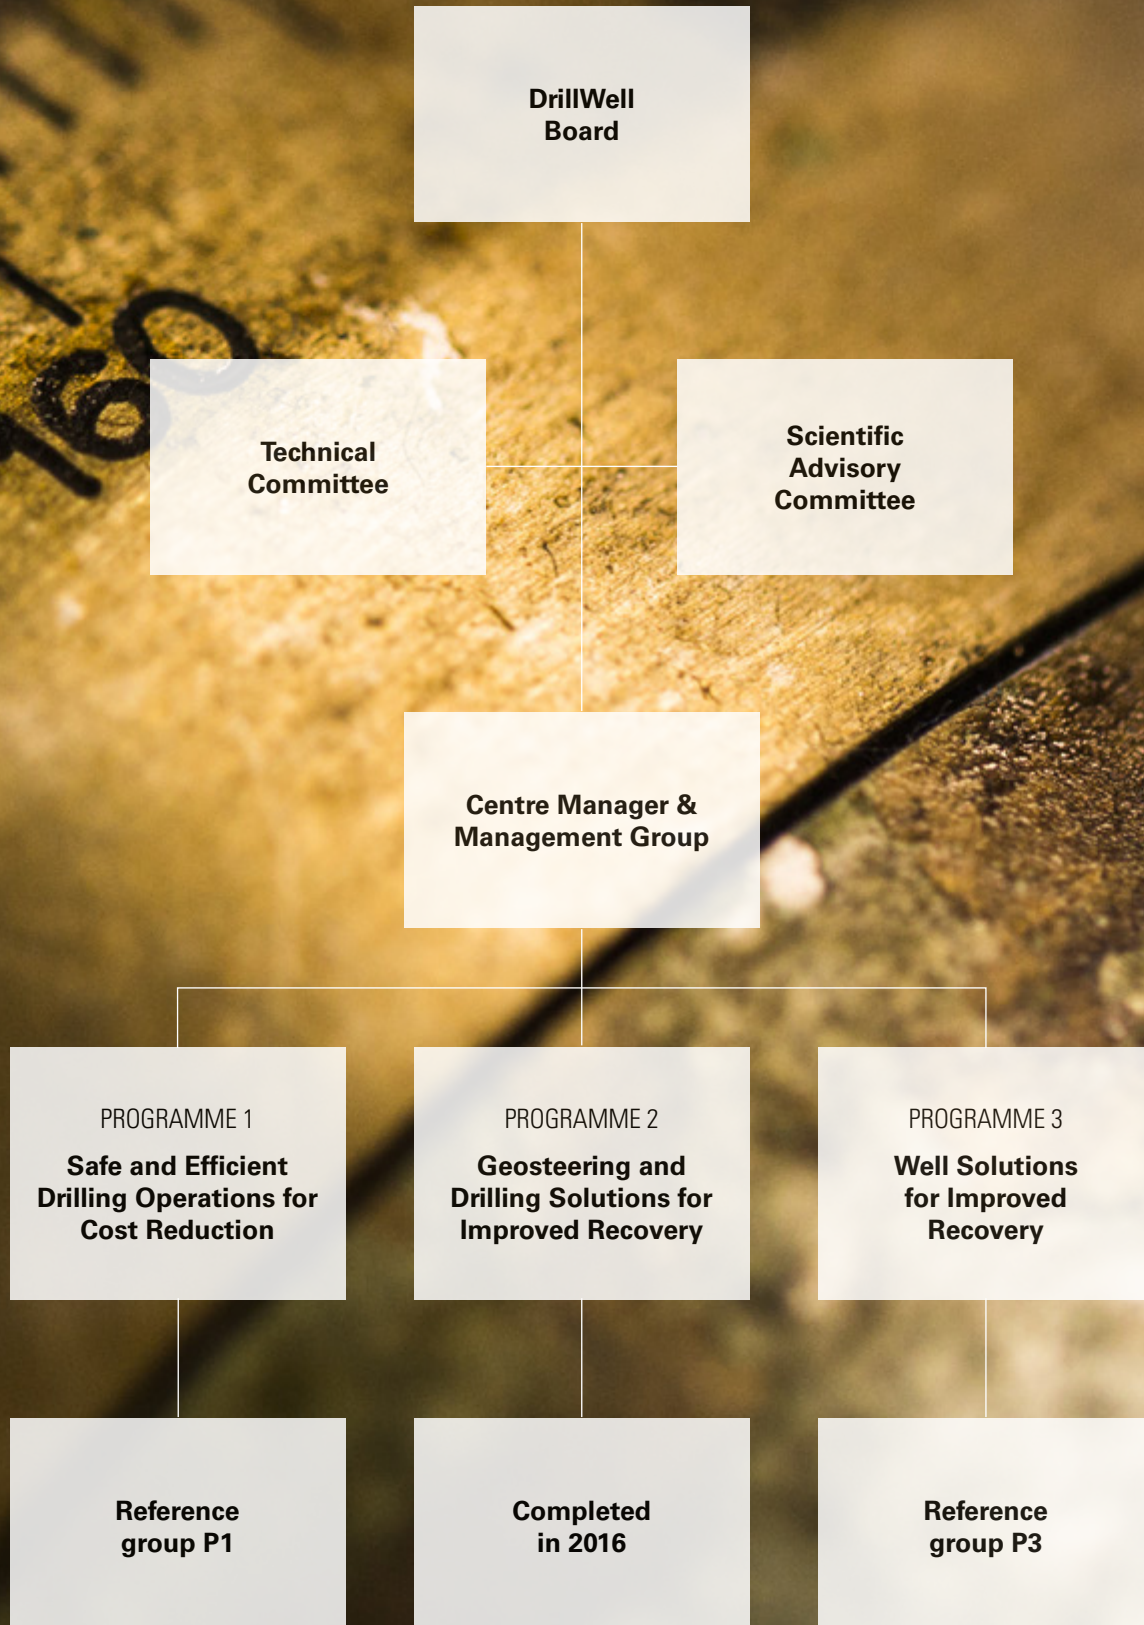 DrillWell
Board
Technical
Committee
Scientific
Advisory
Committee
Centre Manager &
Management Group
PROGRAMME 1
Safe and Efficient
Drilling Operations for
Cost Reduction
PROGRAMME 2
Geosteering and
Drilling Solutions for
Improved Recovery
PROGRAMME 3
Well Solutions
for Improved
Recovery
Reference
group P1
Completed
in 2016
Reference
group P3